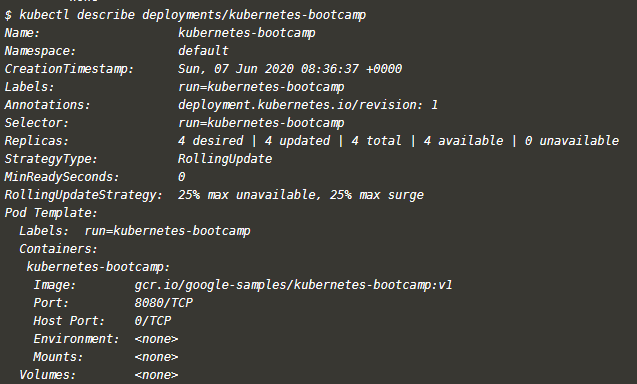 $ kubectl describe deployments/kubernetes-bootcamp
Name:                   kubernetes-bootcamp
Namespace:              default
CreationTimestamp:      Sun, 07 Jun 2020 08:36:37 +0000
Labels:                 run=kubernetes-bootcamp
Annotations:            deployment.kubernetes.io/revision: 1
Selector:               run=kubernetes-bootcamp
Replicas:               4 desired | 4 updated | 4 total | 4 available | 0 unavailable
StrategyType:           RollingUpdate
MinReadySeconds:        0
RollingUpdateStrategy:  25% max unavailable, 25% max surge
Pod Template:
  Labels:  run=kubernetes-bootcamp
  Containers:
   kubernetes-bootcamp:
    Image:        gcr.io/google-samples/kubernetes-bootcamp:v1
    Port:         8080/TCP
    Host Port:    0/TCP
    Environment:  <none>
    Mounts:       <none>
  Volumes:        <none>